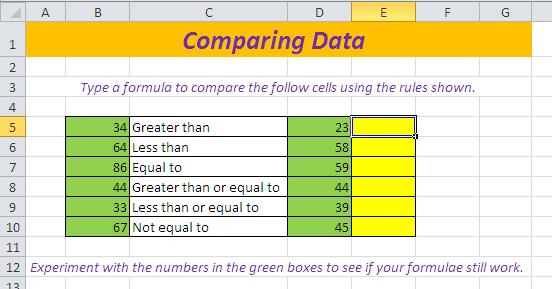 A B C D E F G
1 Comparing Data
2
3 Type a formula to compare the follow cells using the rules shown.
4
5 34 Greater than 23
6 64 Less than 58
7 86 Equal to 59
8 44 Greater than or equal to 44
9 33 Less than or equal to 39
10 67 Not equal to 45
11
12 Experiment with the numbers in the green boxes to see if your formulae still work.
13